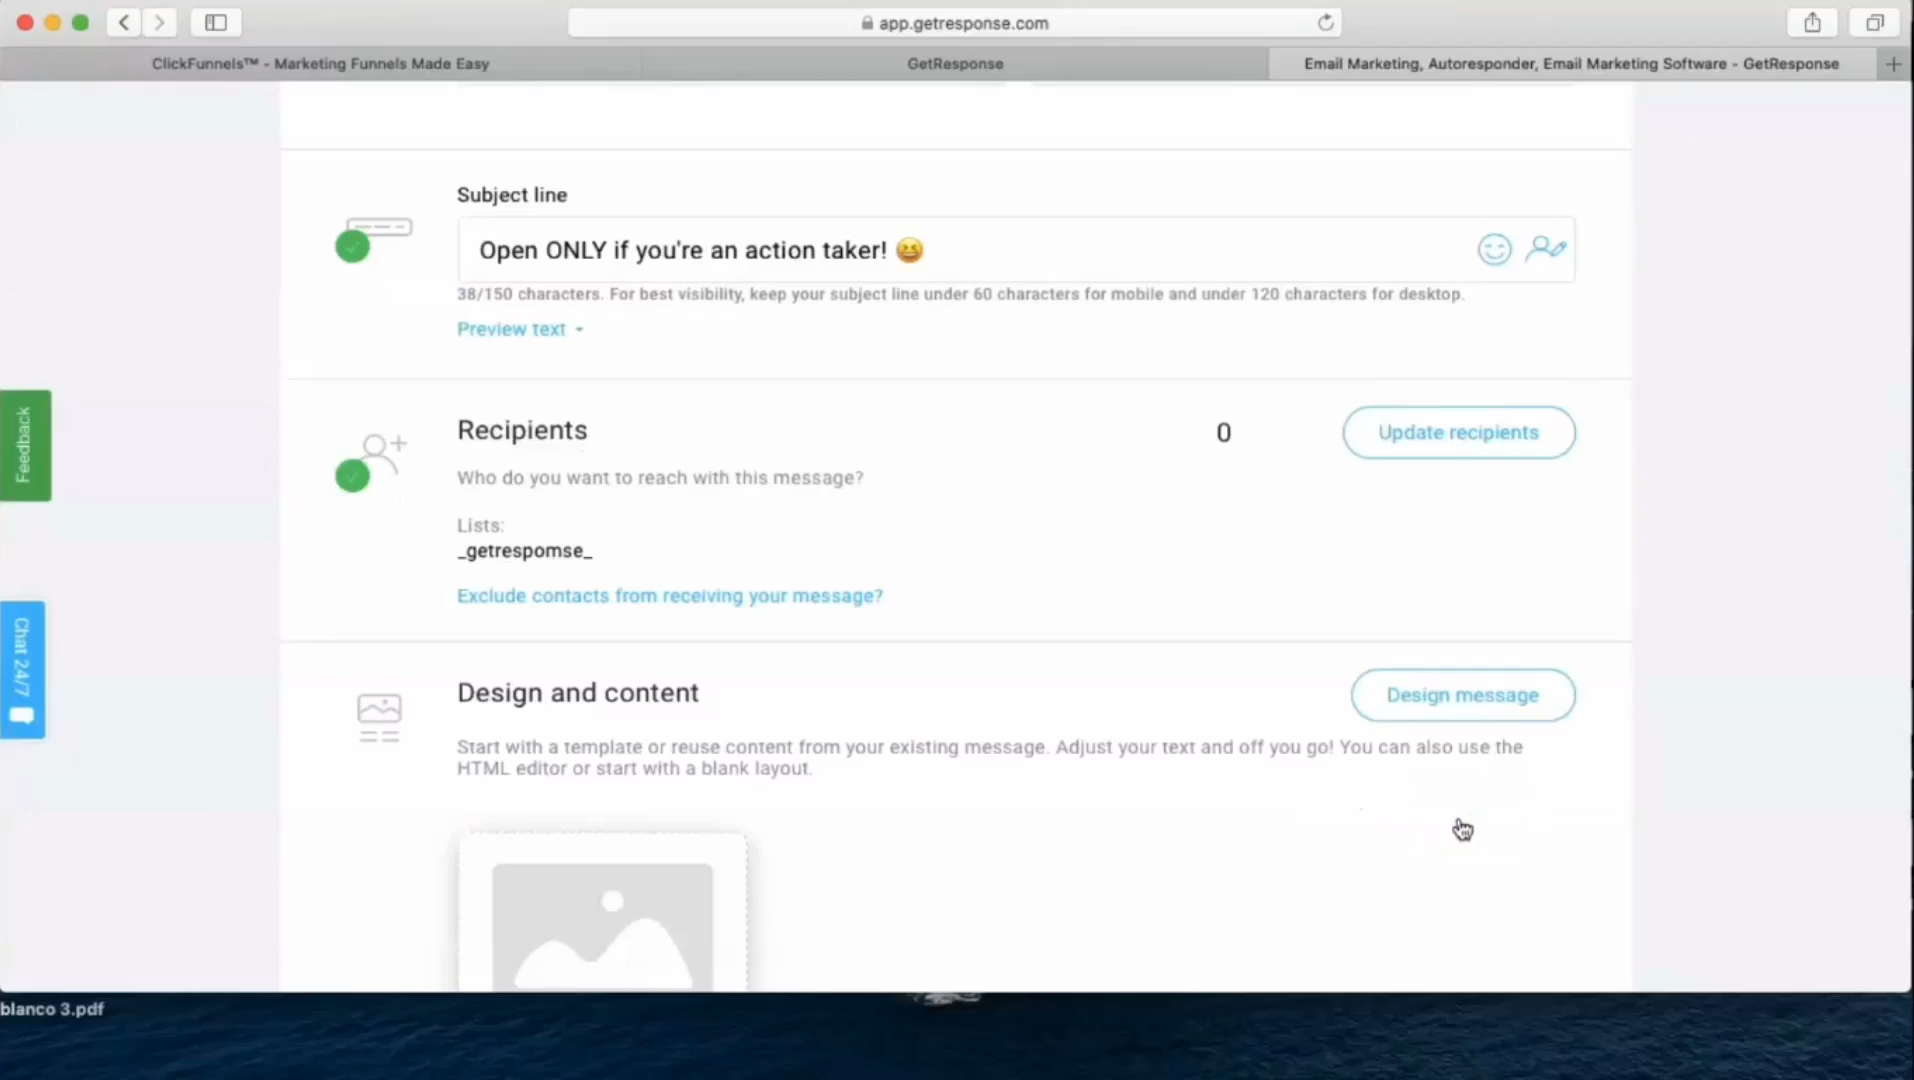 app.getresponse.com
ClickFunnels™ - Marketing Funnels Made Easy
GetResponse
Email Marketing, Autoresponder, Email Marketing Software - GetResponse
Subject line
Open ONLY if you're an action taker! 😆
38/150 characters. For best visibility, keep your subject line under 60 characters for mobile and under 120 characters for desktop.
Preview text
Feedback
Recipients
0
Update recipients
Who do you want to reach with this message?
Lists:
_getrespomse_
Exclude contacts from receiving your message?
Chat 24/7
Design and content
Design message
Start with a template or reuse content from your existing message. Adjust your text and off you go! You can also use the
HTML editor or start with a blank layout.
blanco 3.pdf